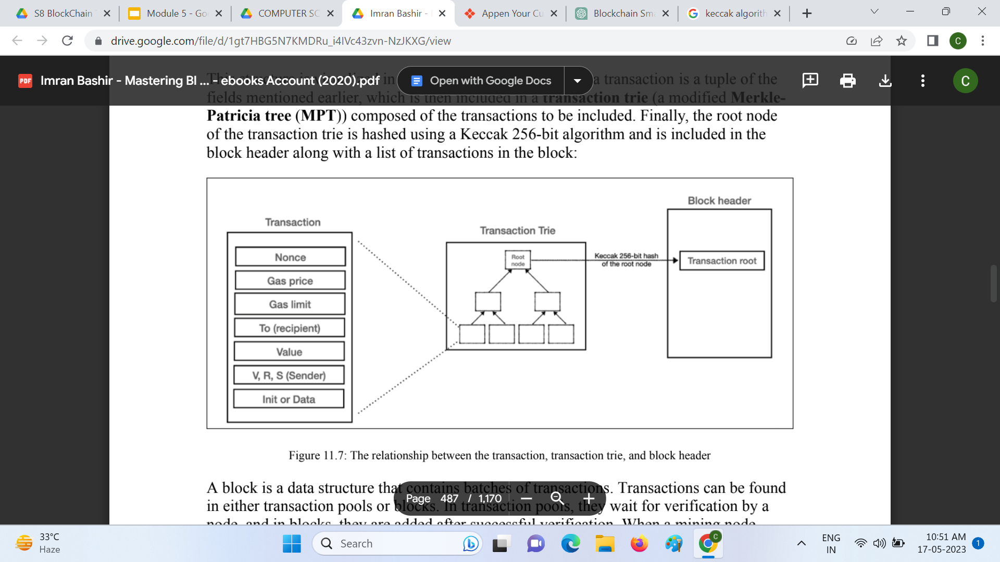 S8 BlockChain
Module 5 - Go
COMPUTER SC
Imran Bashir -
Appen Your Cu
Blockchain Sma
keccak algorith
drive.google.com/file/d/1gt7HBG5N7KMDRu_i4IVc43zvn-NzJKXG/view
C
PDF
Imran Bashir - Mastering Bl ... - ebooks Account (2020).pdf
Open with Google Docs
C
This in a transaction is a tuple of the
fields mentioned earlier, which is then included in a transaction trie (a modified Merkle-
Patricia tree (MPT)) composed of the transactions to be included. Finally, the root node
of the transaction trie is hashed using a Keccak 256-bit algorithm and is included in the
block header along with a list of transactions in the block:
Transaction
Nonce
Gas price
Gas limit
To (recipient)
Value
V, R, S (Sender)
Init or Data
Transaction Trie
Root
node
Keccak 256-bit hash
of the root node
Block header
Transaction root
Figure 11.7: The relationship between the transaction, transaction trie, and block header
A block is a data structure that contains batches of transactions. Transactions can be found
in either transaction pools or blocks. In transaction pools, they wait for verification by a
node, and in blocks, they are added after successful verification. When a mining node
Page 487 / 1,170
33°C
Haze
Search
C
ENG
IN
10:51 AM
17-05-2023
1